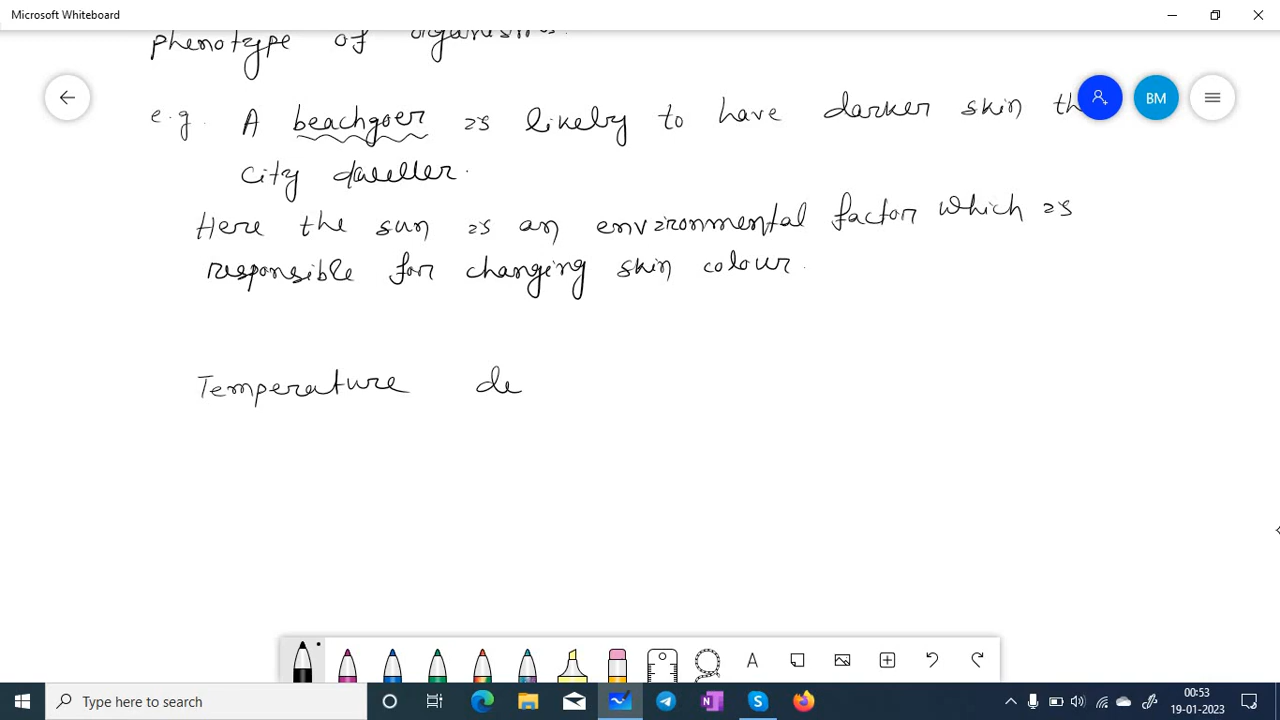 Microsoft Whiteboard
phenotype of organisms.
e.g. A beachgoer is likely to have darker skin th
BM
city dweller.
Here the sun is an environmental factor which is
responsible for changing skin colour.
Temperature de
A
Type here to search
00:53
19-01-2023